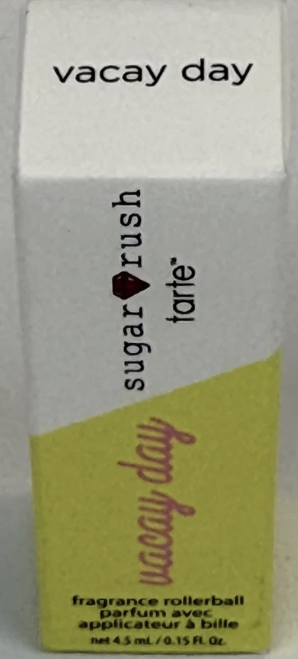 vacay day
sugar rush
tarte™
vacay day
fragrance rollerball
parfum avec
applicateur à bille
net 4.5 mL / 0.15 Fl. Oz.